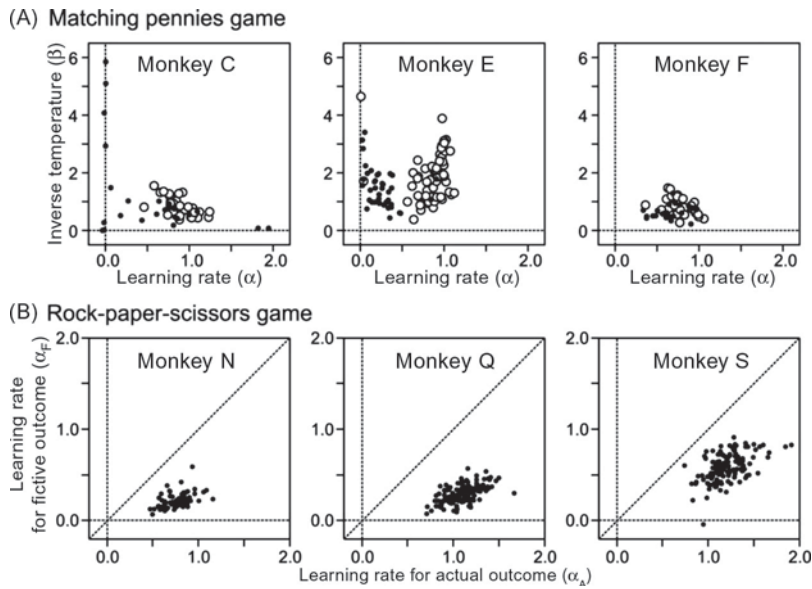 (A) Matching pennies game
Monkey C
Monkey E
Monkey F
Inverse temperature (β)
6
4
2
0
6
4
2
0
6
4
2
0
0.0 1.0 2.0
0.0 1.0 2.0
0.0 1.0 2.0
Learning rate (α)
Learning rate (α)
Learning rate (α)
(B) Rock-paper-scissors game
Monkey N
Monkey Q
Monkey S
Learning rate
for fictive outcome (αF)
2.0
1.0
0.0
2.0
1.0
0.0
2.0
1.0
0.0
0.0 1.0 2.0
0.0 1.0 2.0
0.0 1.0 2.0
Learning rate for actual outcome (αA)